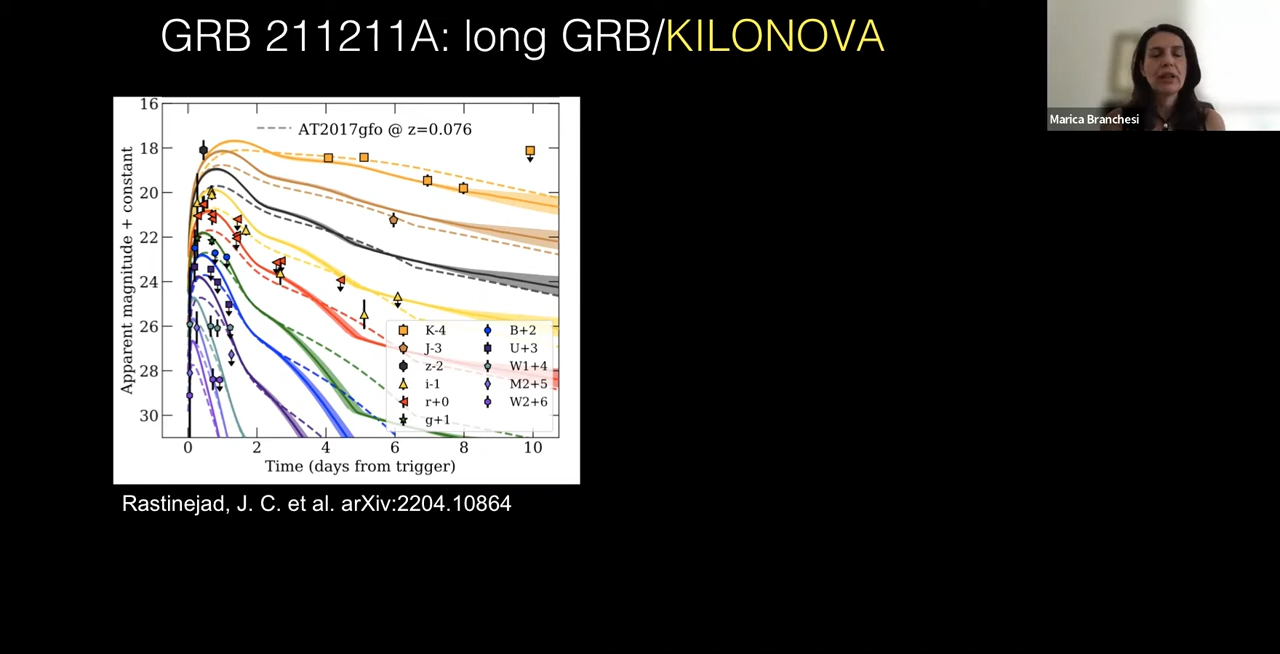 GRB 211211A: long GRB/KILONOVA
Marica Branchesi
AT2017gfo @ z=0.076
Apparent magnitude + constant
16
18
20
22
24
26
28
30
K-4
J-3
z-2
i-1
r+0
g+1
B+2
U+3
W1+4
M2+5
W2+6
0 2 4 6 8 10
Time (days from trigger)
Rastinejad, J. C. et al. arXiv:2204.10864